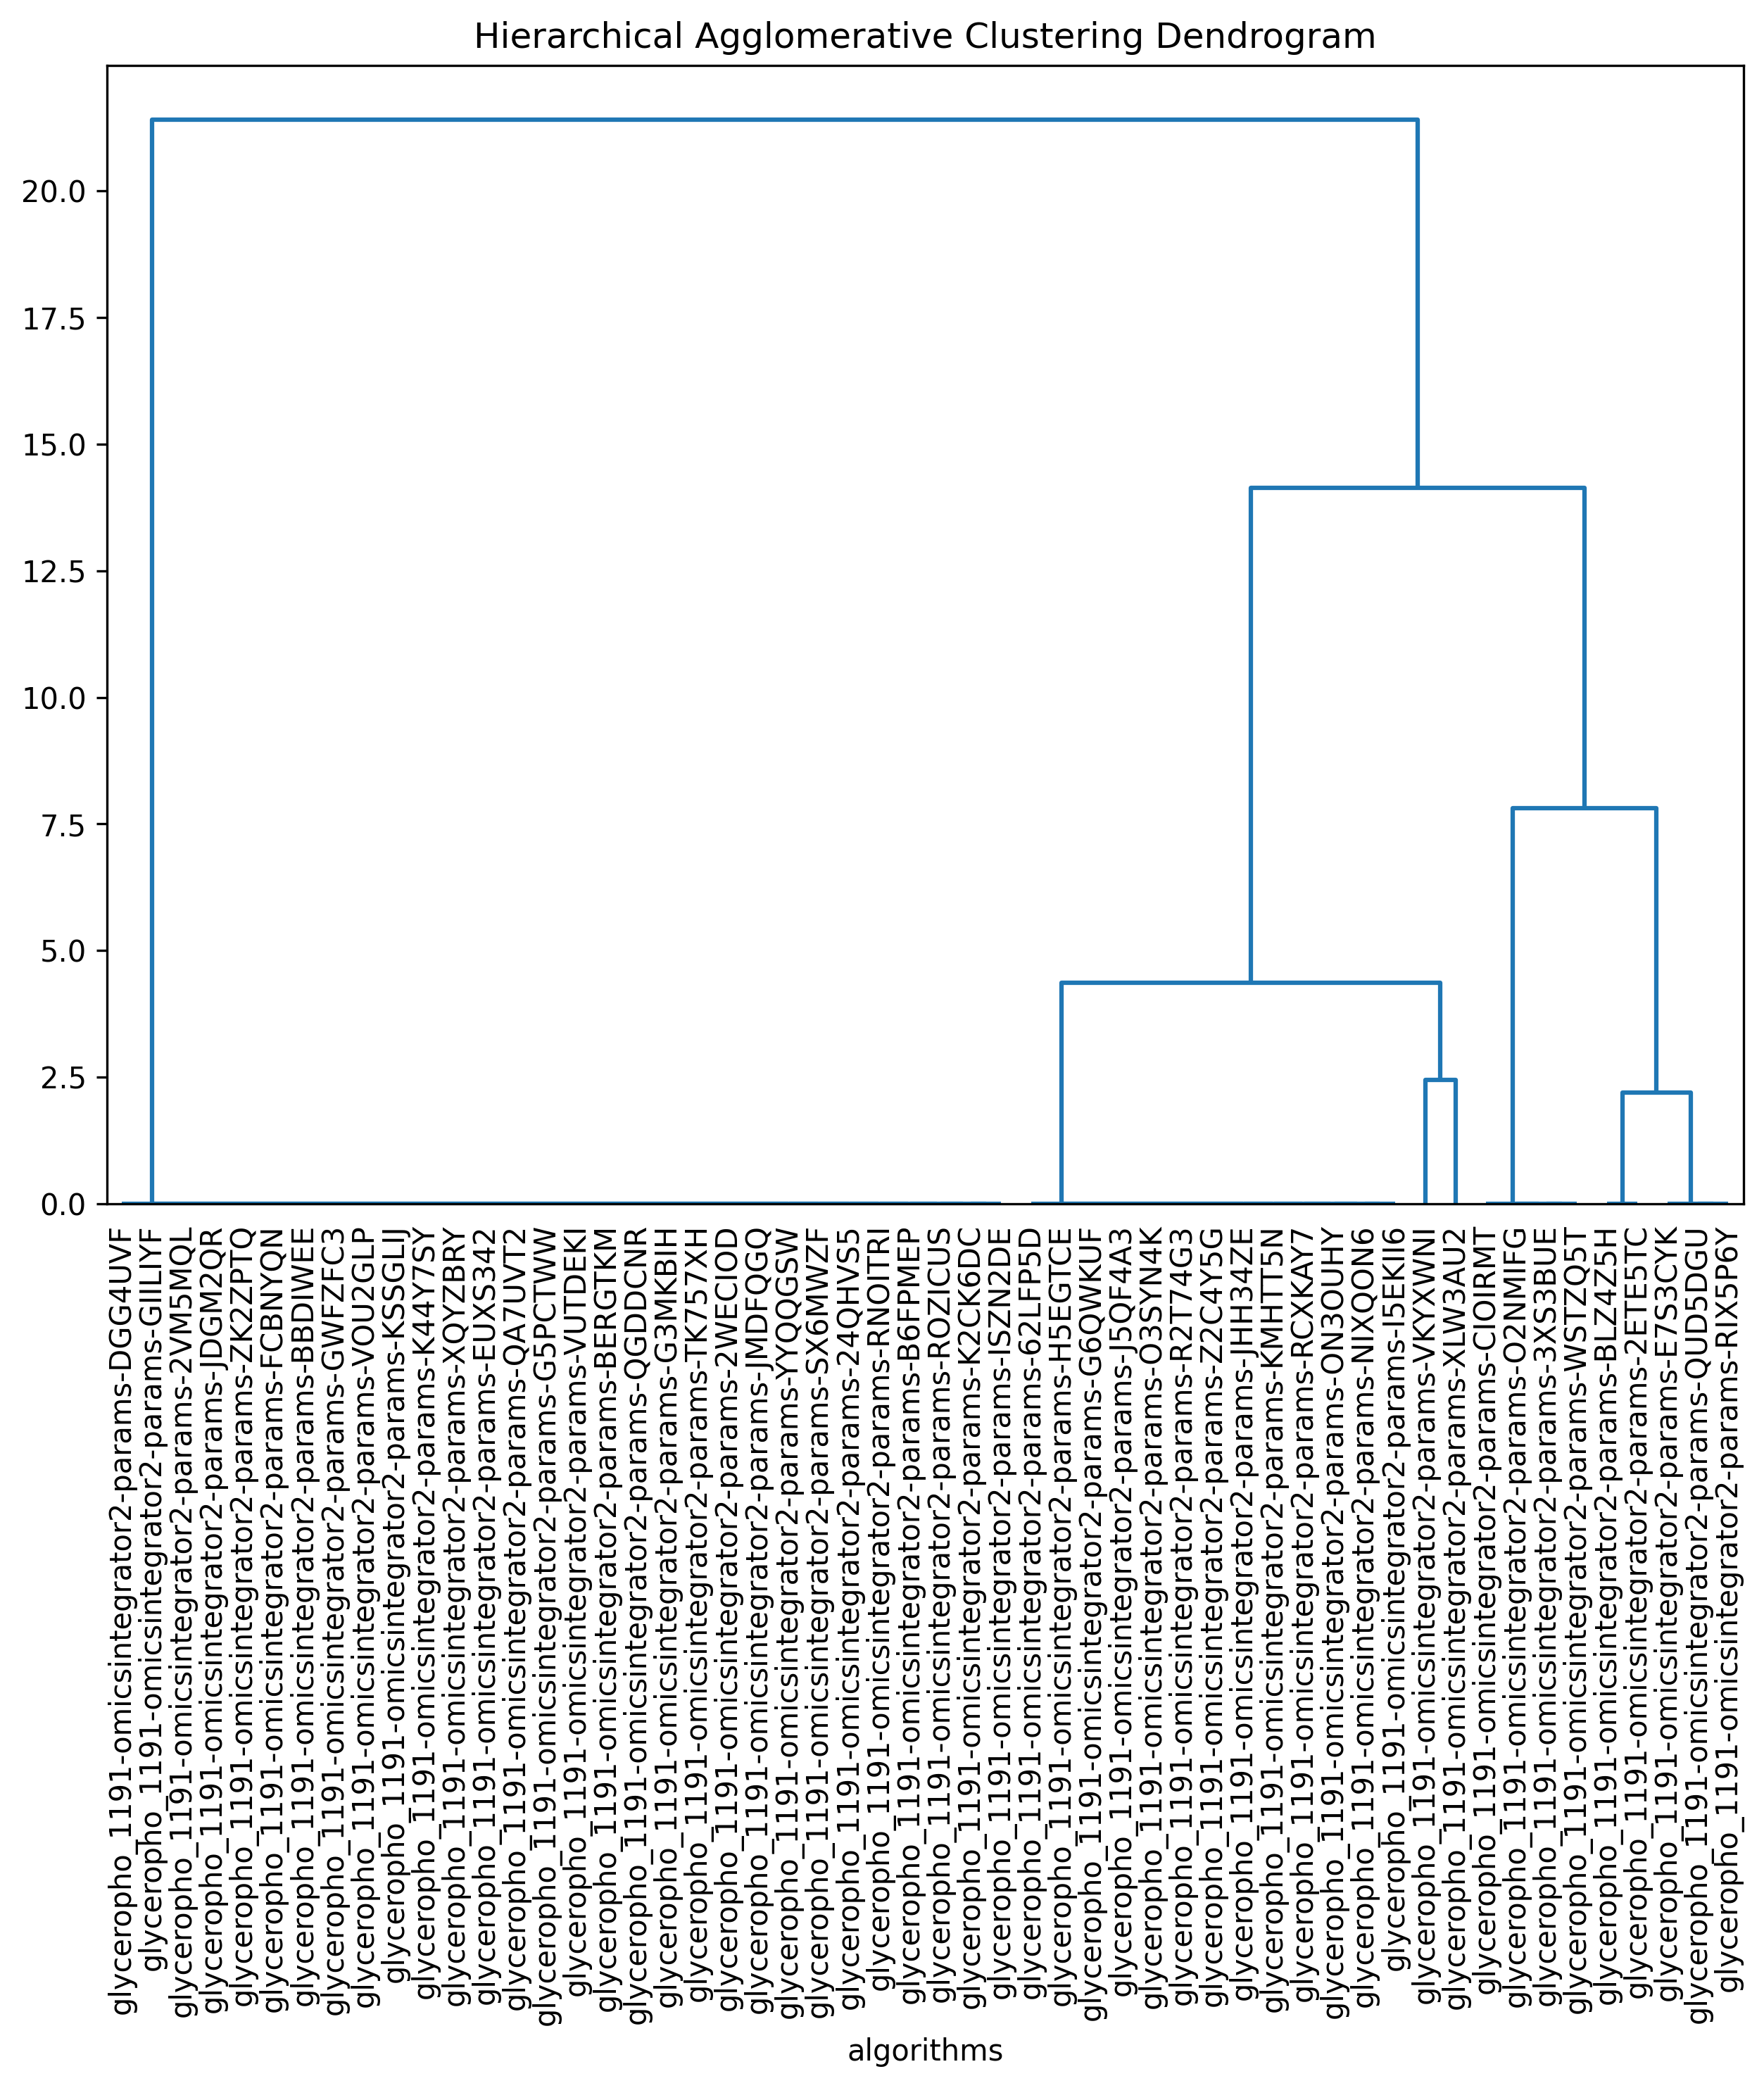 Hierarchical Agglomerative Clustering Dendrogram
20.0
17.5
15.0
12.5
10.0
7.5
5.0
2.5
0.0
glyceropho_1191-omicsintegrator2-params-DGG4UVF
glyceropho_1191-omicsintegrator2-params-GIILIYF
glyceropho_1191-omicsintegrator2-params-2VM5MQL
glyceropho_1191-omicsintegrator2-params-JDGM2QR
glyceropho_1191-omicsintegrator2-params-ZK2ZPTQ
glyceropho_1191-omicsintegrator2-params-FCBNYQN
glyceropho_1191-omicsintegrator2-params-BBDIWEE
glyceropho_1191-omicsintegrator2-params-GWFZFC3
glyceropho_1191-omicsintegrator2-params-VOU2GLP
glyceropho_1191-omicsintegrator2-params-KSSGLIJ
glyceropho_1191-omicsintegrator2-params-K44Y7SY
glyceropho_1191-omicsintegrator2-params-XQYZBRY
glyceropho_1191-omicsintegrator2-params-EUXS342
glyceropho_1191-omicsintegrator2-params-QA7UVT2
glyceropho_1191-omicsintegrator2-params-G5PCTWW
glyceropho_1191-omicsintegrator2-params-VUTDEKI
glyceropho_1191-omicsintegrator2-params-BERGTKM
glyceropho_1191-omicsintegrator2-params-QGDDCNR
glyceropho_1191-omicsintegrator2-params-G3MKBIH
glyceropho_1191-omicsintegrator2-params-TK757XH
glyceropho_1191-omicsintegrator2-params-2WECIOD
glyceropho_1191-omicsintegrator2-params-JMDFQGQ
glyceropho_1191-omicsintegrator2-params-YYQQGSW
glyceropho_1191-omicsintegrator2-params-SX6MWZF
glyceropho_1191-omicsintegrator2-params-24QHVS5
glyceropho_1191-omicsintegrator2-params-RNOITRI
glyceropho_1191-omicsintegrator2-params-B6FPMEP
glyceropho_1191-omicsintegrator2-params-ROZICUS
glyceropho_1191-omicsintegrator2-params-K2CK6DC
glyceropho_1191-omicsintegrator2-params-ISZN2DE
glyceropho_1191-omicsintegrator2-params-62LFP5D
glyceropho_1191-omicsintegrator2-params-H5EGTCE
glyceropho_1191-omicsintegrator2-params-G6QWKUF
glyceropho_1191-omicsintegrator2-params-J5QF4A3
glyceropho_1191-omicsintegrator2-params-O3SYN4K
glyceropho_1191-omicsintegrator2-params-R2T74G3
glyceropho_1191-omicsintegrator2-params-Z2C4Y5G
glyceropho_1191-omicsintegrator2-params-JHH34ZE
glyceropho_1191-omicsintegrator2-params-KMHTT5N
glyceropho_1191-omicsintegrator2-params-RCXKAY7
glyceropho_1191-omicsintegrator2-params-ON3OUHY
glyceropho_1191-omicsintegrator2-params-NIXQON6
glyceropho_1191-omicsintegrator2-params-I5EKII6
glyceropho_1191-omicsintegrator2-params-VKYXWNI
glyceropho_1191-omicsintegrator2-params-XLW3AU2
glyceropho_1191-omicsintegrator2-params-CIOIRMT
glyceropho_1191-omicsintegrator2-params-O2NMIFG
glyceropho_1191-omicsintegrator2-params-3XS3BUE
glyceropho_1191-omicsintegrator2-params-WSTZQ5T
glyceropho_1191-omicsintegrator2-params-BLZ4Z5H
glyceropho_1191-omicsintegrator2-params-2ETE5TC
glyceropho_1191-omicsintegrator2-params-E7S3CYK
glyceropho_1191-omicsintegrator2-params-QUD5DGU
glyceropho_1191-omicsintegrator2-params-RIX5P6Y
algorithms